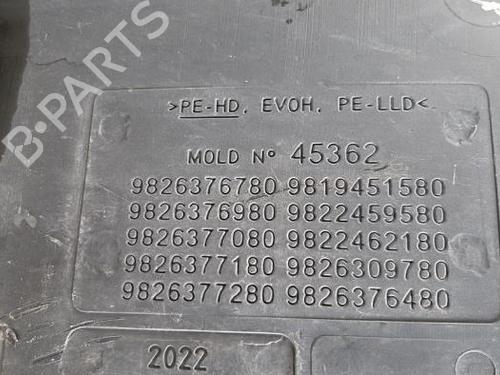 B-PARTS
>PE-HD, EVOH, PE-LLD<
MOLD Nº 45362
9826376780 9819451580
9826376980 9822459580
9826377080 9822462180
9826377180 9826309780
9826377280 9826376480
2022